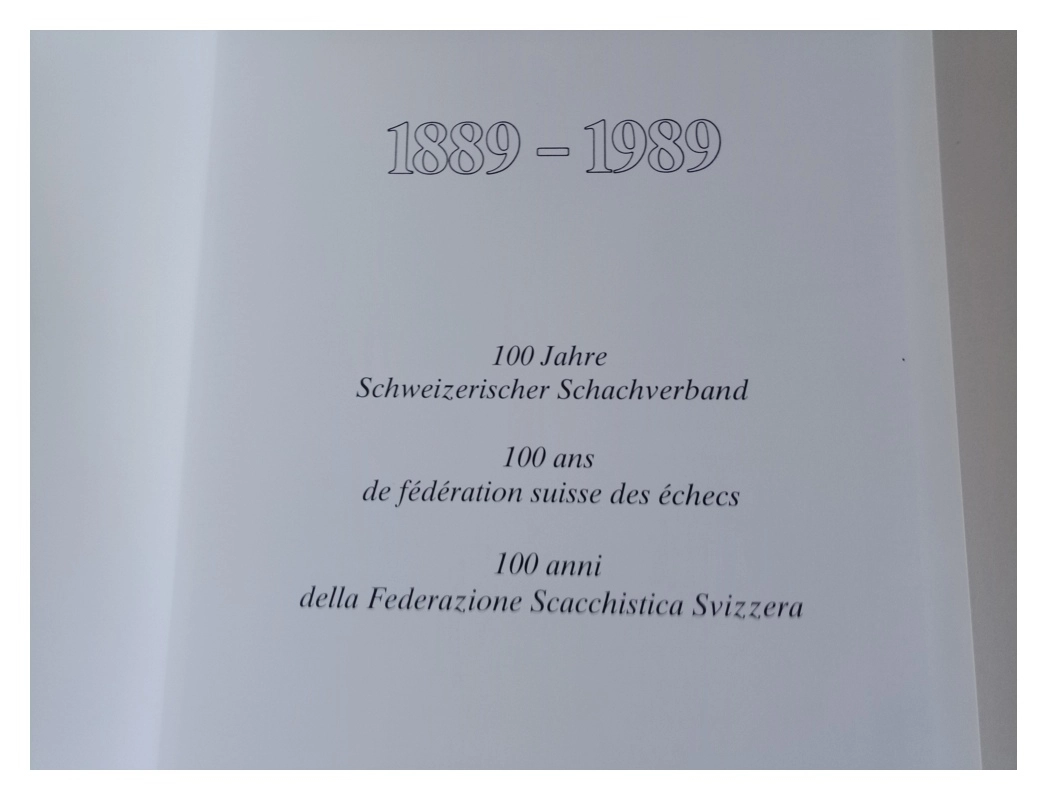 1889 – 1989
100 Jahre
Schweizerischer Schachverband
100 ans
de fédération suisse des échecs
100 anni
della Federazione Scacchistica Svizzera